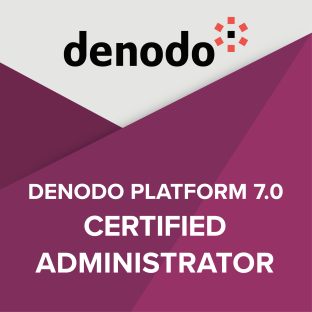 denodo
DENODO PLATFORM 7.0
CERTIFIED
ADMINISTRATOR